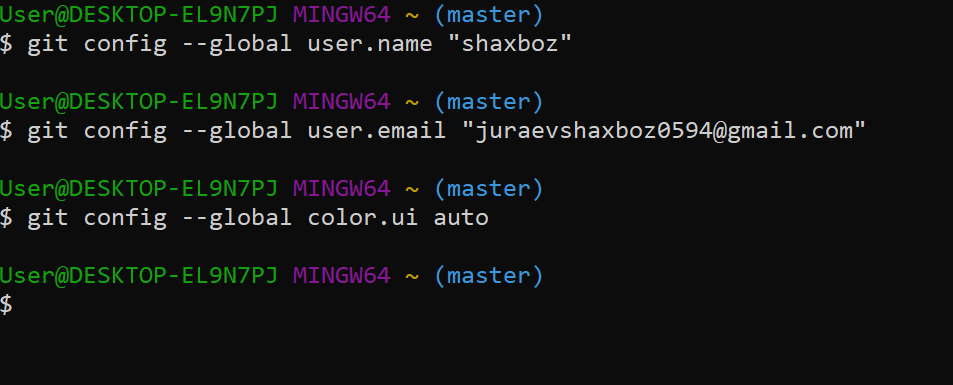 User@DESKTOP-EL9N7PJ MINGW64 ~ (master)
$ git config --global user.name "shaxboz"
User@DESKTOP-EL9N7PJ MINGW64 ~ (master)
$ git config --global user.email "juraevshaxboz0594@gmail.com"
User@DESKTOP-EL9N7PJ MINGW64 ~ (master)
$ git config --global color.ui auto
User@DESKTOP-EL9N7PJ MINGW64 ~ (master)
$